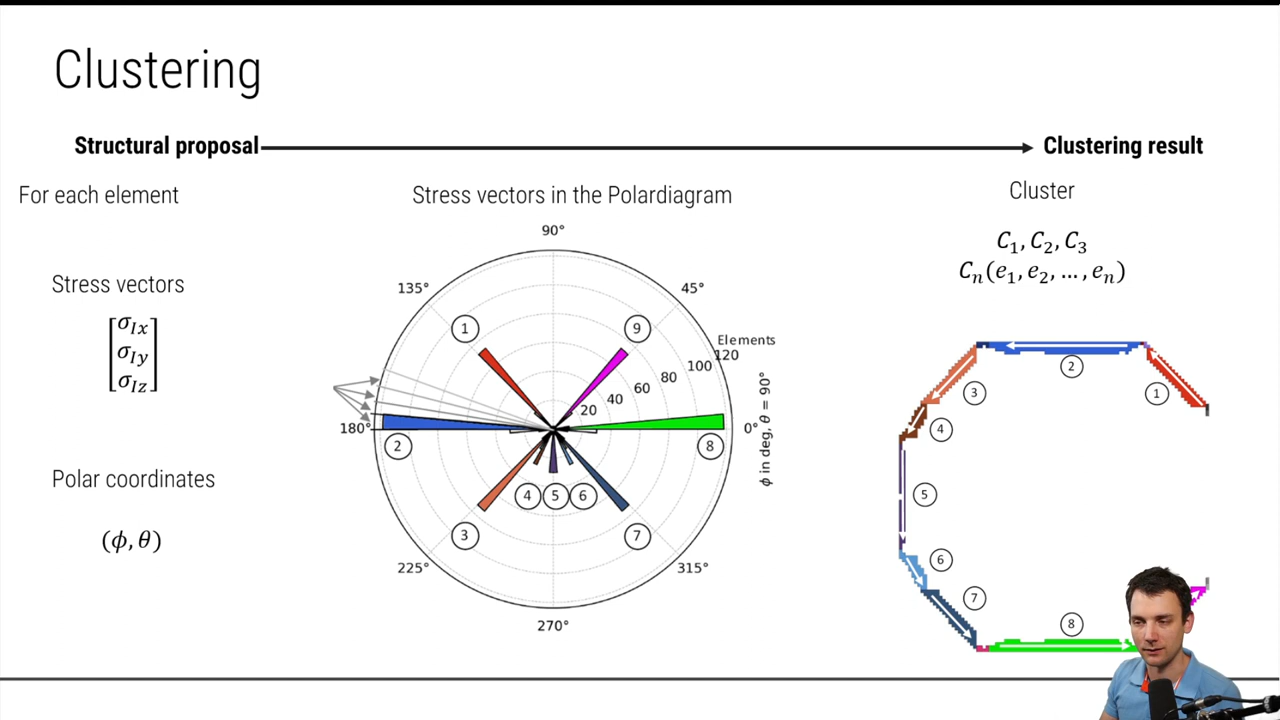 Clustering
Structural proposal
Clustering result
For each element
Stress vectors in the Polardiagram
Cluster
C₁, C₂, C₃
Cₙ(e₁, e₂, …, eₙ)
Stress vectors
[σIx]
[σIy]
[σIz]
Polar coordinates
(ϕ, θ)
90°
135°
45°
1
9
Elements
120
100
80
60
40
20
180°
0°
2
8
ϕ in deg, θ = 90°
4
5
6
3
7
225°
315°
270°
2
3
1
4
5
6
7
8